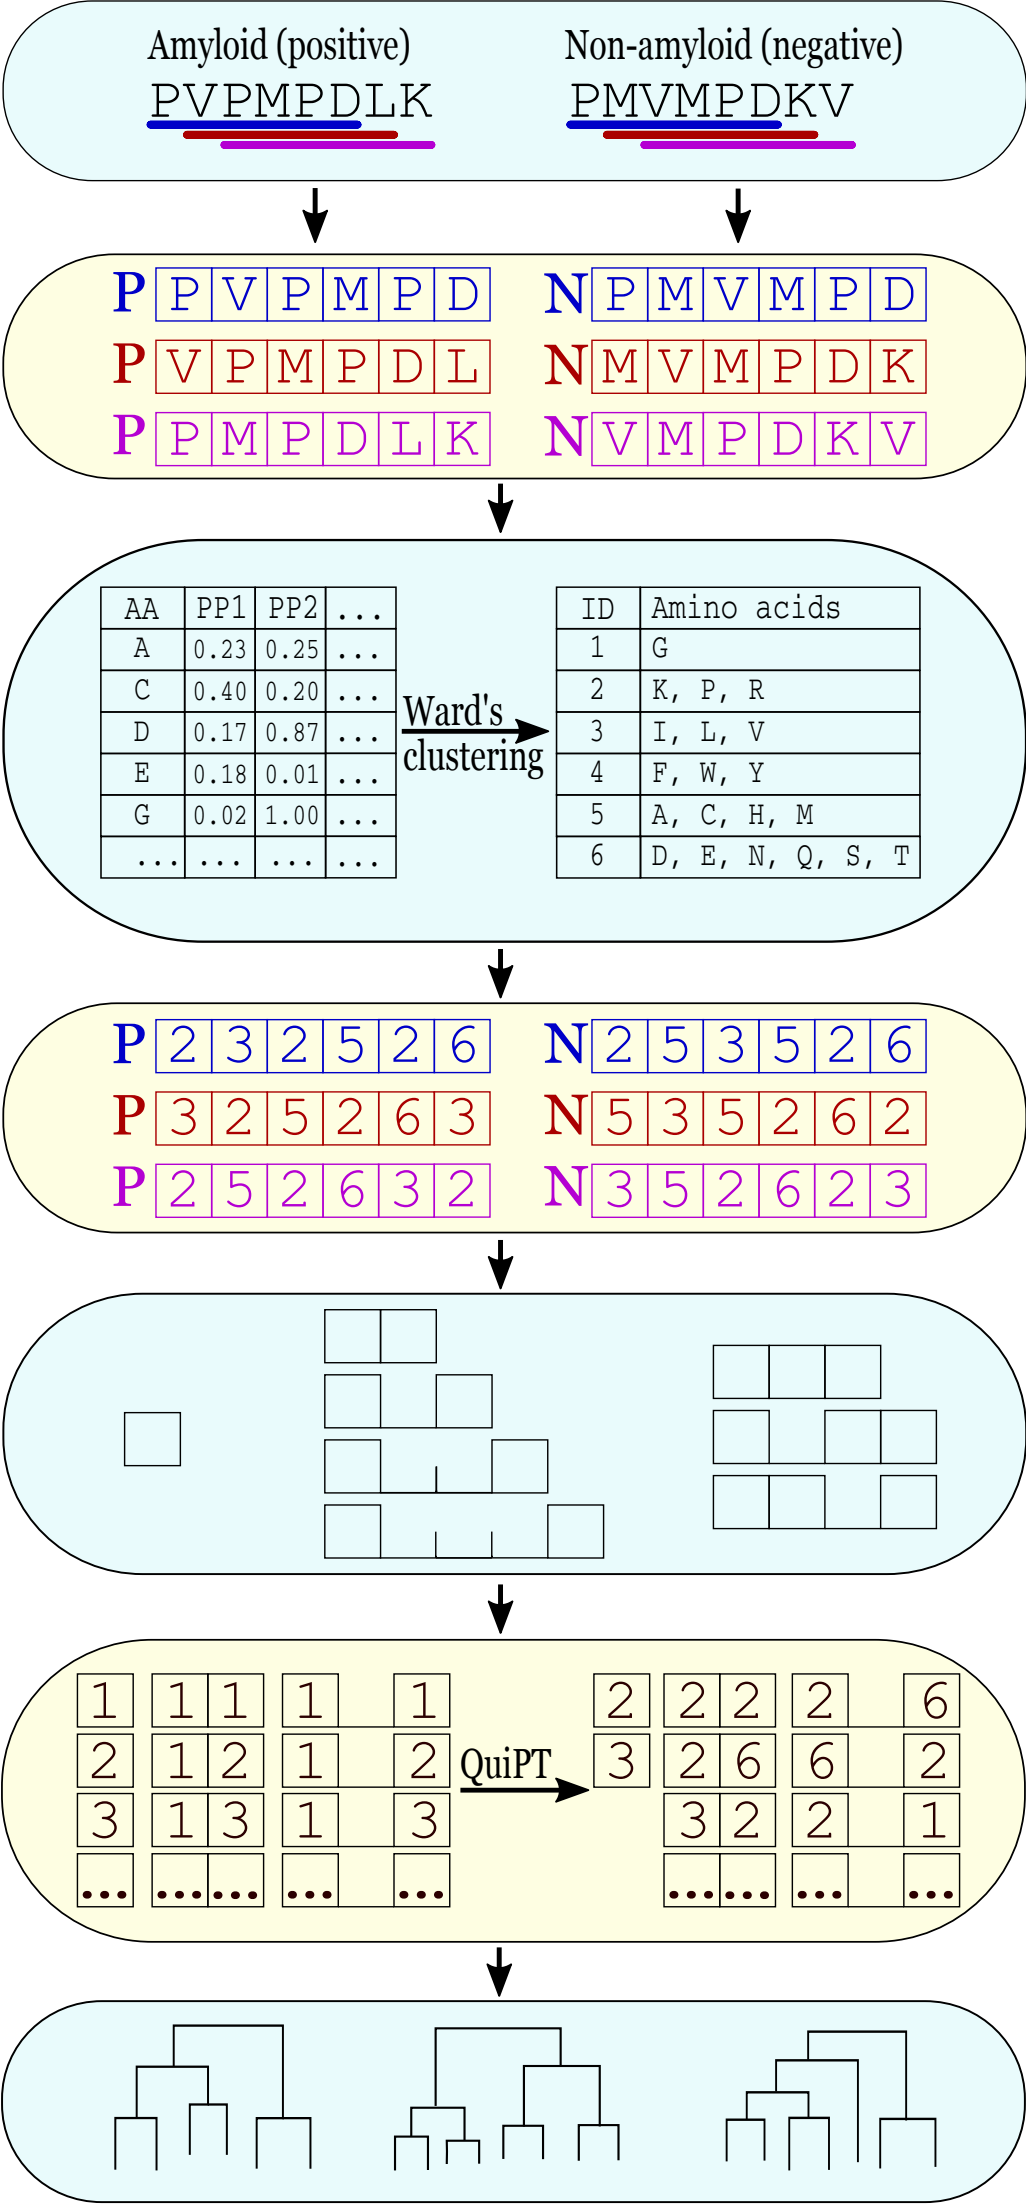 Amyloid (positive) Non-amyloid (negative)
PVPMPDLK PMVMPDKV
P P V P M P D N P M V M P D
P V P M P D L N M V M P D K
P P M P D L K N V M P D K V
AA PP1 PP2 ... ID Amino acids
A 0.23 0.25 ... 1 G
C 0.40 0.20 ... 2 K, P, R
Ward's
D 0.17 0.87 ... 3 I, L, V
clustering
E 0.18 0.01 ... 4 F, W, Y
G 0.02 1.00 ... 5 A, C, H, M
... ... ... ... 6 D, E, N, Q, S, T
P 2 3 2 5 2 6 N 2 5 3 5 2 6
P 3 2 5 2 6 3 N 5 3 5 2 6 2
P 2 5 2 6 3 2 N 3 5 2 6 2 3
1 1 1 1 1 2 2 2 2 6
2 1 2 1 2 QuiPT 3 2 6 6 2
3 1 3 1 3 3 2 2 1
... ... ... ... ... ... ... ... ...